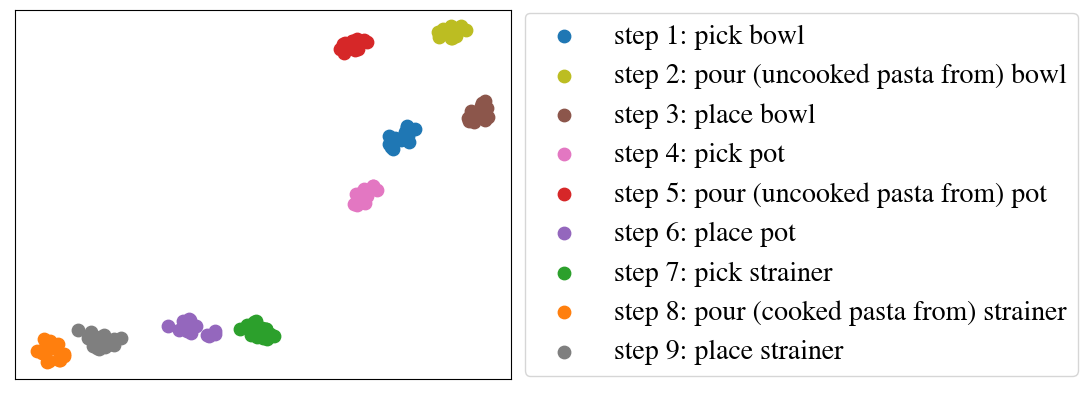 step 1: pick bowl
step 2: pour (uncooked pasta from) bowl
step 3: place bowl
step 4: pick pot
step 5: pour (uncooked pasta from) pot
step 6: place pot
step 7: pick strainer
step 8: pour (cooked pasta from) strainer
step 9: place strainer